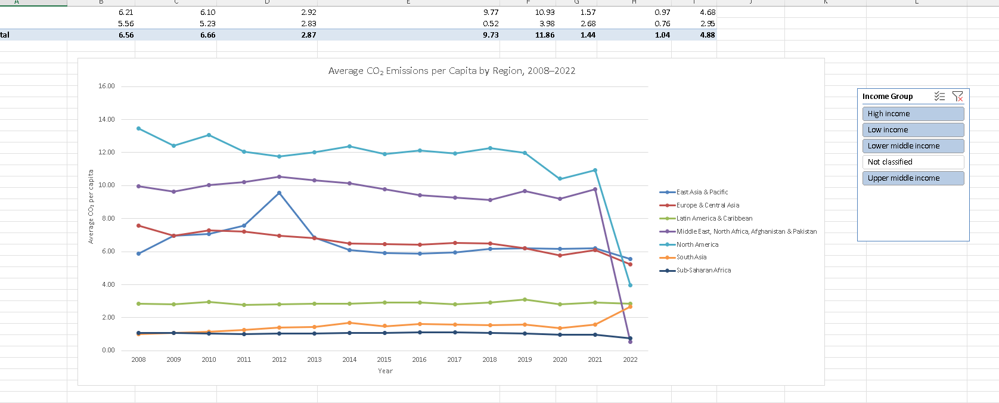 A B C D E F G H I J K L
6.21 6.10 2.92 9.77 10.93 1.57 0.97 4.68
5.56 5.23 2.83 0.52 3.98 2.68 0.76 2.95
tal 6.56 6.66 2.87 9.73 11.86 1.44 1.04 4.88
Average CO₂ Emissions per Capita by Region, 2008–2022
16.00
14.00
12.00
10.00
8.00
6.00
4.00
2.00
0.00
Average CO₂ per capita
2008 2009 2010 2011 2012 2013 2014 2015 2016 2017 2018 2019 2020 2021 2022
Year
East Asia & Pacific
Europe & Central Asia
Latin America & Caribbean
Middle East, North Africa, Afghanistan & Pakistan
North America
South Asia
Sub-Saharan Africa
Income Group
High income
Low income
Lower middle income
Not classified
Upper middle income